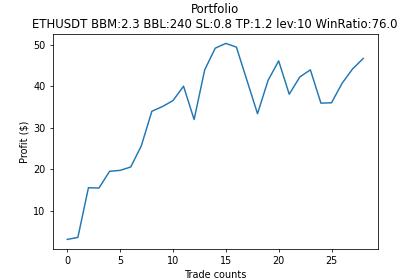 Portfolio
ETHUSDT BBM:2.3 BBL:240 SL:0.8 TP:1.2 lev:10 WinRatio:76.0
50
40
30
20
10
Profit ($)
0 5 10 15 20 25
Trade counts